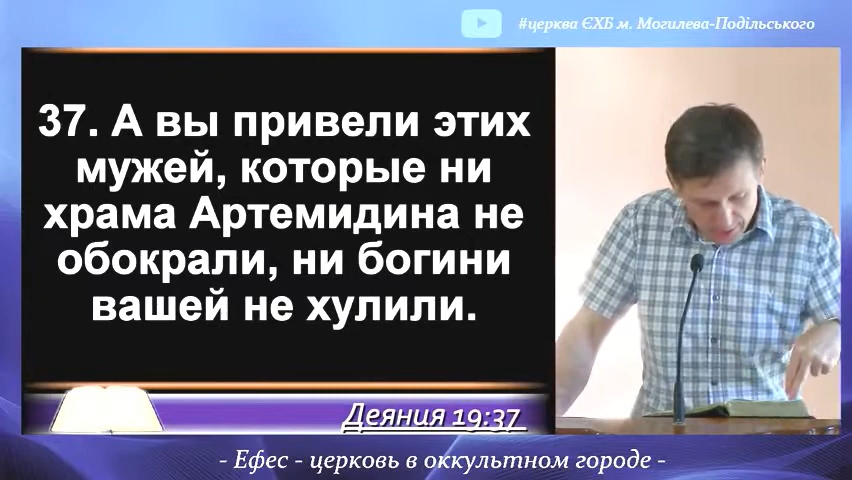 #церква ЄХБ м. Могилева-Подільського
37. А вы привели этих
мужей, которые ни
храма Артемидина не
обокрали, ни богини
вашей не хулили.
Деяния 19:37
- Ефес - церковь в оккультном городе -